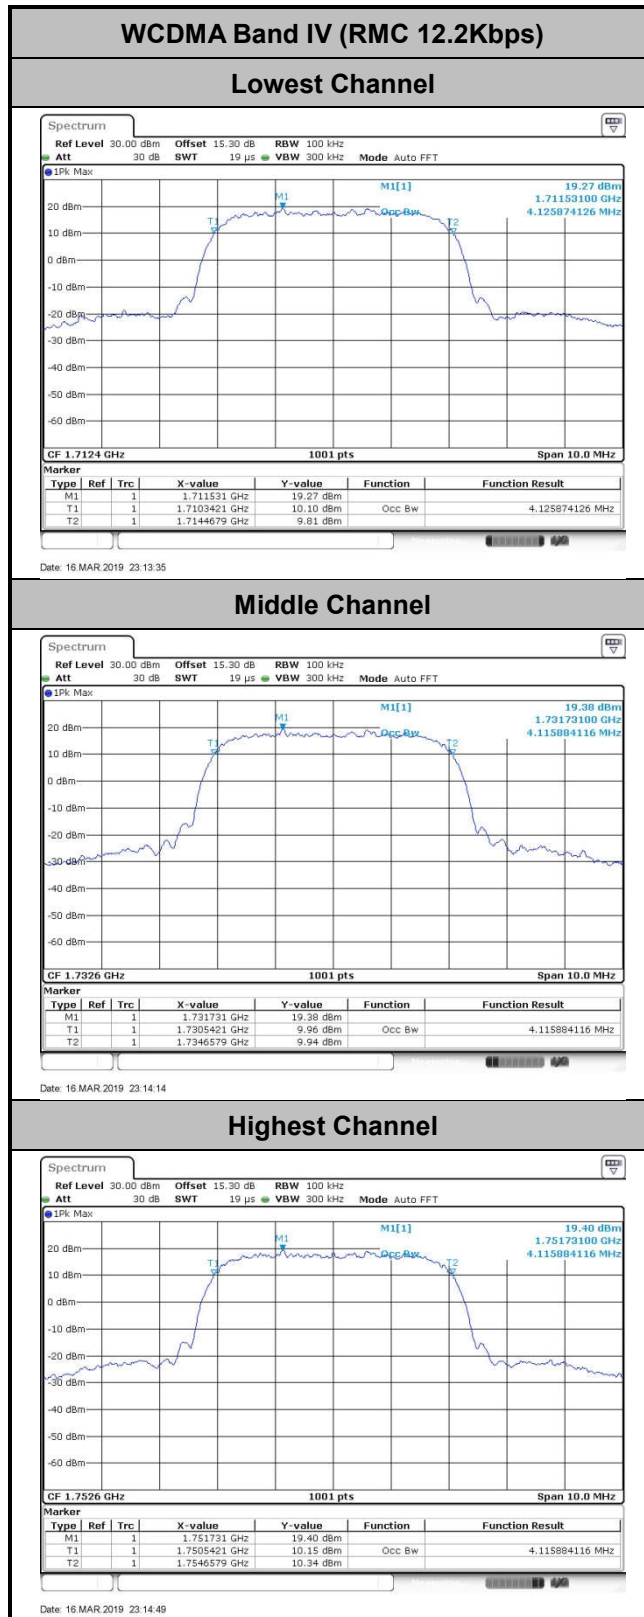 WCDMA Band IV (RMC 12.2Kbps)
Lowest Channel
Spectrum
Ref Level 30.00 dBm Offset 15.30 dB RBW 100 kHz
Att 30 dB SWT 19 µs VBW 300 kHz Mode Auto FFT
1Pk Max
M1[1] 19.27 dBm
1.71153100 GHz
Occ Bw 4.125874126 MHz
M1
T1
T2
20 dBm
10 dBm
0 dBm
-10 dBm
-20 dBm
-30 dBm
-40 dBm
-50 dBm
-60 dBm
CF 1.7124 GHz 1001 pts Span 10.0 MHz
Marker
Type Ref Trc X-value Y-value Function Function Result
M1 1 1.711531 GHz 19.27 dBm
T1 1 1.7103421 GHz 10.10 dBm Occ Bw 4.125874126 MHz
T2 1 1.7144679 GHz 9.81 dBm
Date: 16.MAR.2019 23:13:35
Middle Channel
Spectrum
Ref Level 30.00 dBm Offset 15.30 dB RBW 100 kHz
Att 30 dB SWT 19 µs VBW 300 kHz Mode Auto FFT
1Pk Max
M1[1] 19.38 dBm
1.73173100 GHz
Occ Bw 4.115884116 MHz
M1
T1
T2
20 dBm
10 dBm
0 dBm
-10 dBm
-20 dBm
-30 dBm
-40 dBm
-50 dBm
-60 dBm
CF 1.7326 GHz 1001 pts Span 10.0 MHz
Marker
Type Ref Trc X-value Y-value Function Function Result
M1 1 1.731731 GHz 19.38 dBm
T1 1 1.7305421 GHz 9.96 dBm Occ Bw 4.115884116 MHz
T2 1 1.7346579 GHz 9.94 dBm
Date: 16.MAR.2019 23:14:14
Highest Channel
Spectrum
Ref Level 30.00 dBm Offset 15.30 dB RBW 100 kHz
Att 30 dB SWT 19 µs VBW 300 kHz Mode Auto FFT
1Pk Max
M1[1] 19.40 dBm
1.75173100 GHz
Occ Bw 4.115884116 MHz
M1
T1
T2
20 dBm
10 dBm
0 dBm
-10 dBm
-20 dBm
-30 dBm
-40 dBm
-50 dBm
-60 dBm
CF 1.7526 GHz 1001 pts Span 10.0 MHz
Marker
Type Ref Trc X-value Y-value Function Function Result
M1 1 1.751731 GHz 19.40 dBm
T1 1 1.7505421 GHz 10.15 dBm Occ Bw 4.115884116 MHz
T2 1 1.7546579 GHz 10.34 dBm
Date: 16.MAR.2019 23:14:49